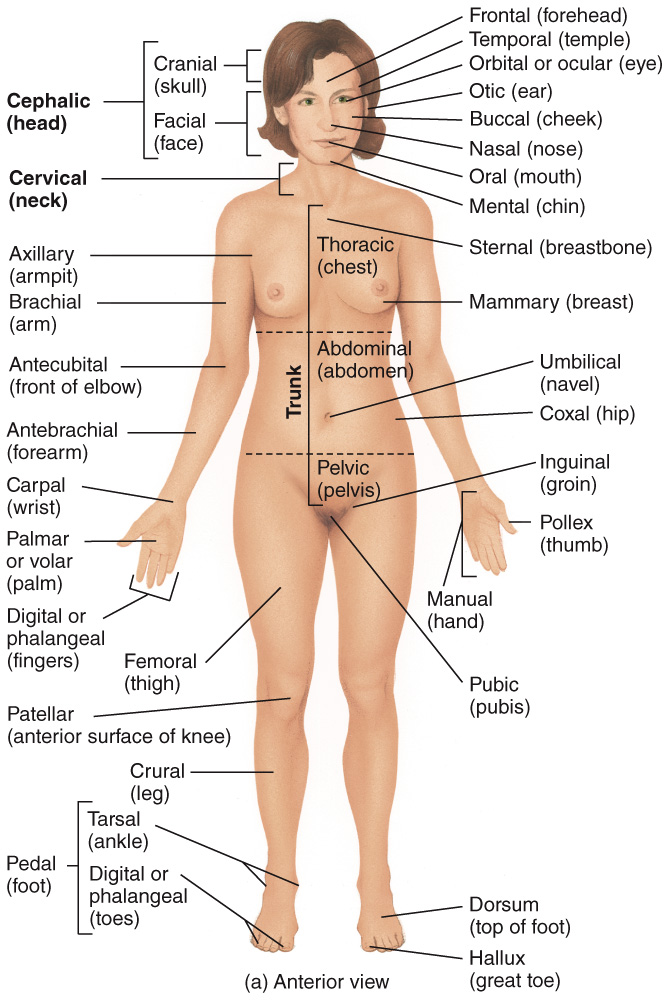 Frontal (forehead)
Temporal (temple)
Orbital or ocular (eye)
Otic (ear)
Buccal (cheek)
Nasal (nose)
Oral (mouth)
Mental (chin)
Cranial
(skull)
Cephalic
(head)
Facial
(face)
Cervical
(neck)
Sternal (breastbone)
Thoracic
(chest)
Axillary
(armpit)
Brachial
(arm)
Mammary (breast)
Abdominal
(abdomen)
Trunk
Umbilical
(navel)
Antecubital
(front of elbow)
Coxal (hip)
Antebrachial
(forearm)
Pelvic
(pelvis)
Inguinal
(groin)
Carpal
(wrist)
Pollex
(thumb)
Palmar
or volar
(palm)
Manual
(hand)
Digital or
phalangeal
(fingers)
Femoral
(thigh)
Pubic
(pubis)
Patellar
(anterior surface of knee)
Crural
(leg)
Tarsal
(ankle)
Pedal
(foot)
Digital or
phalangeal
(toes)
Dorsum
(top of foot)
Hallux
(great toe)
(a) Anterior view